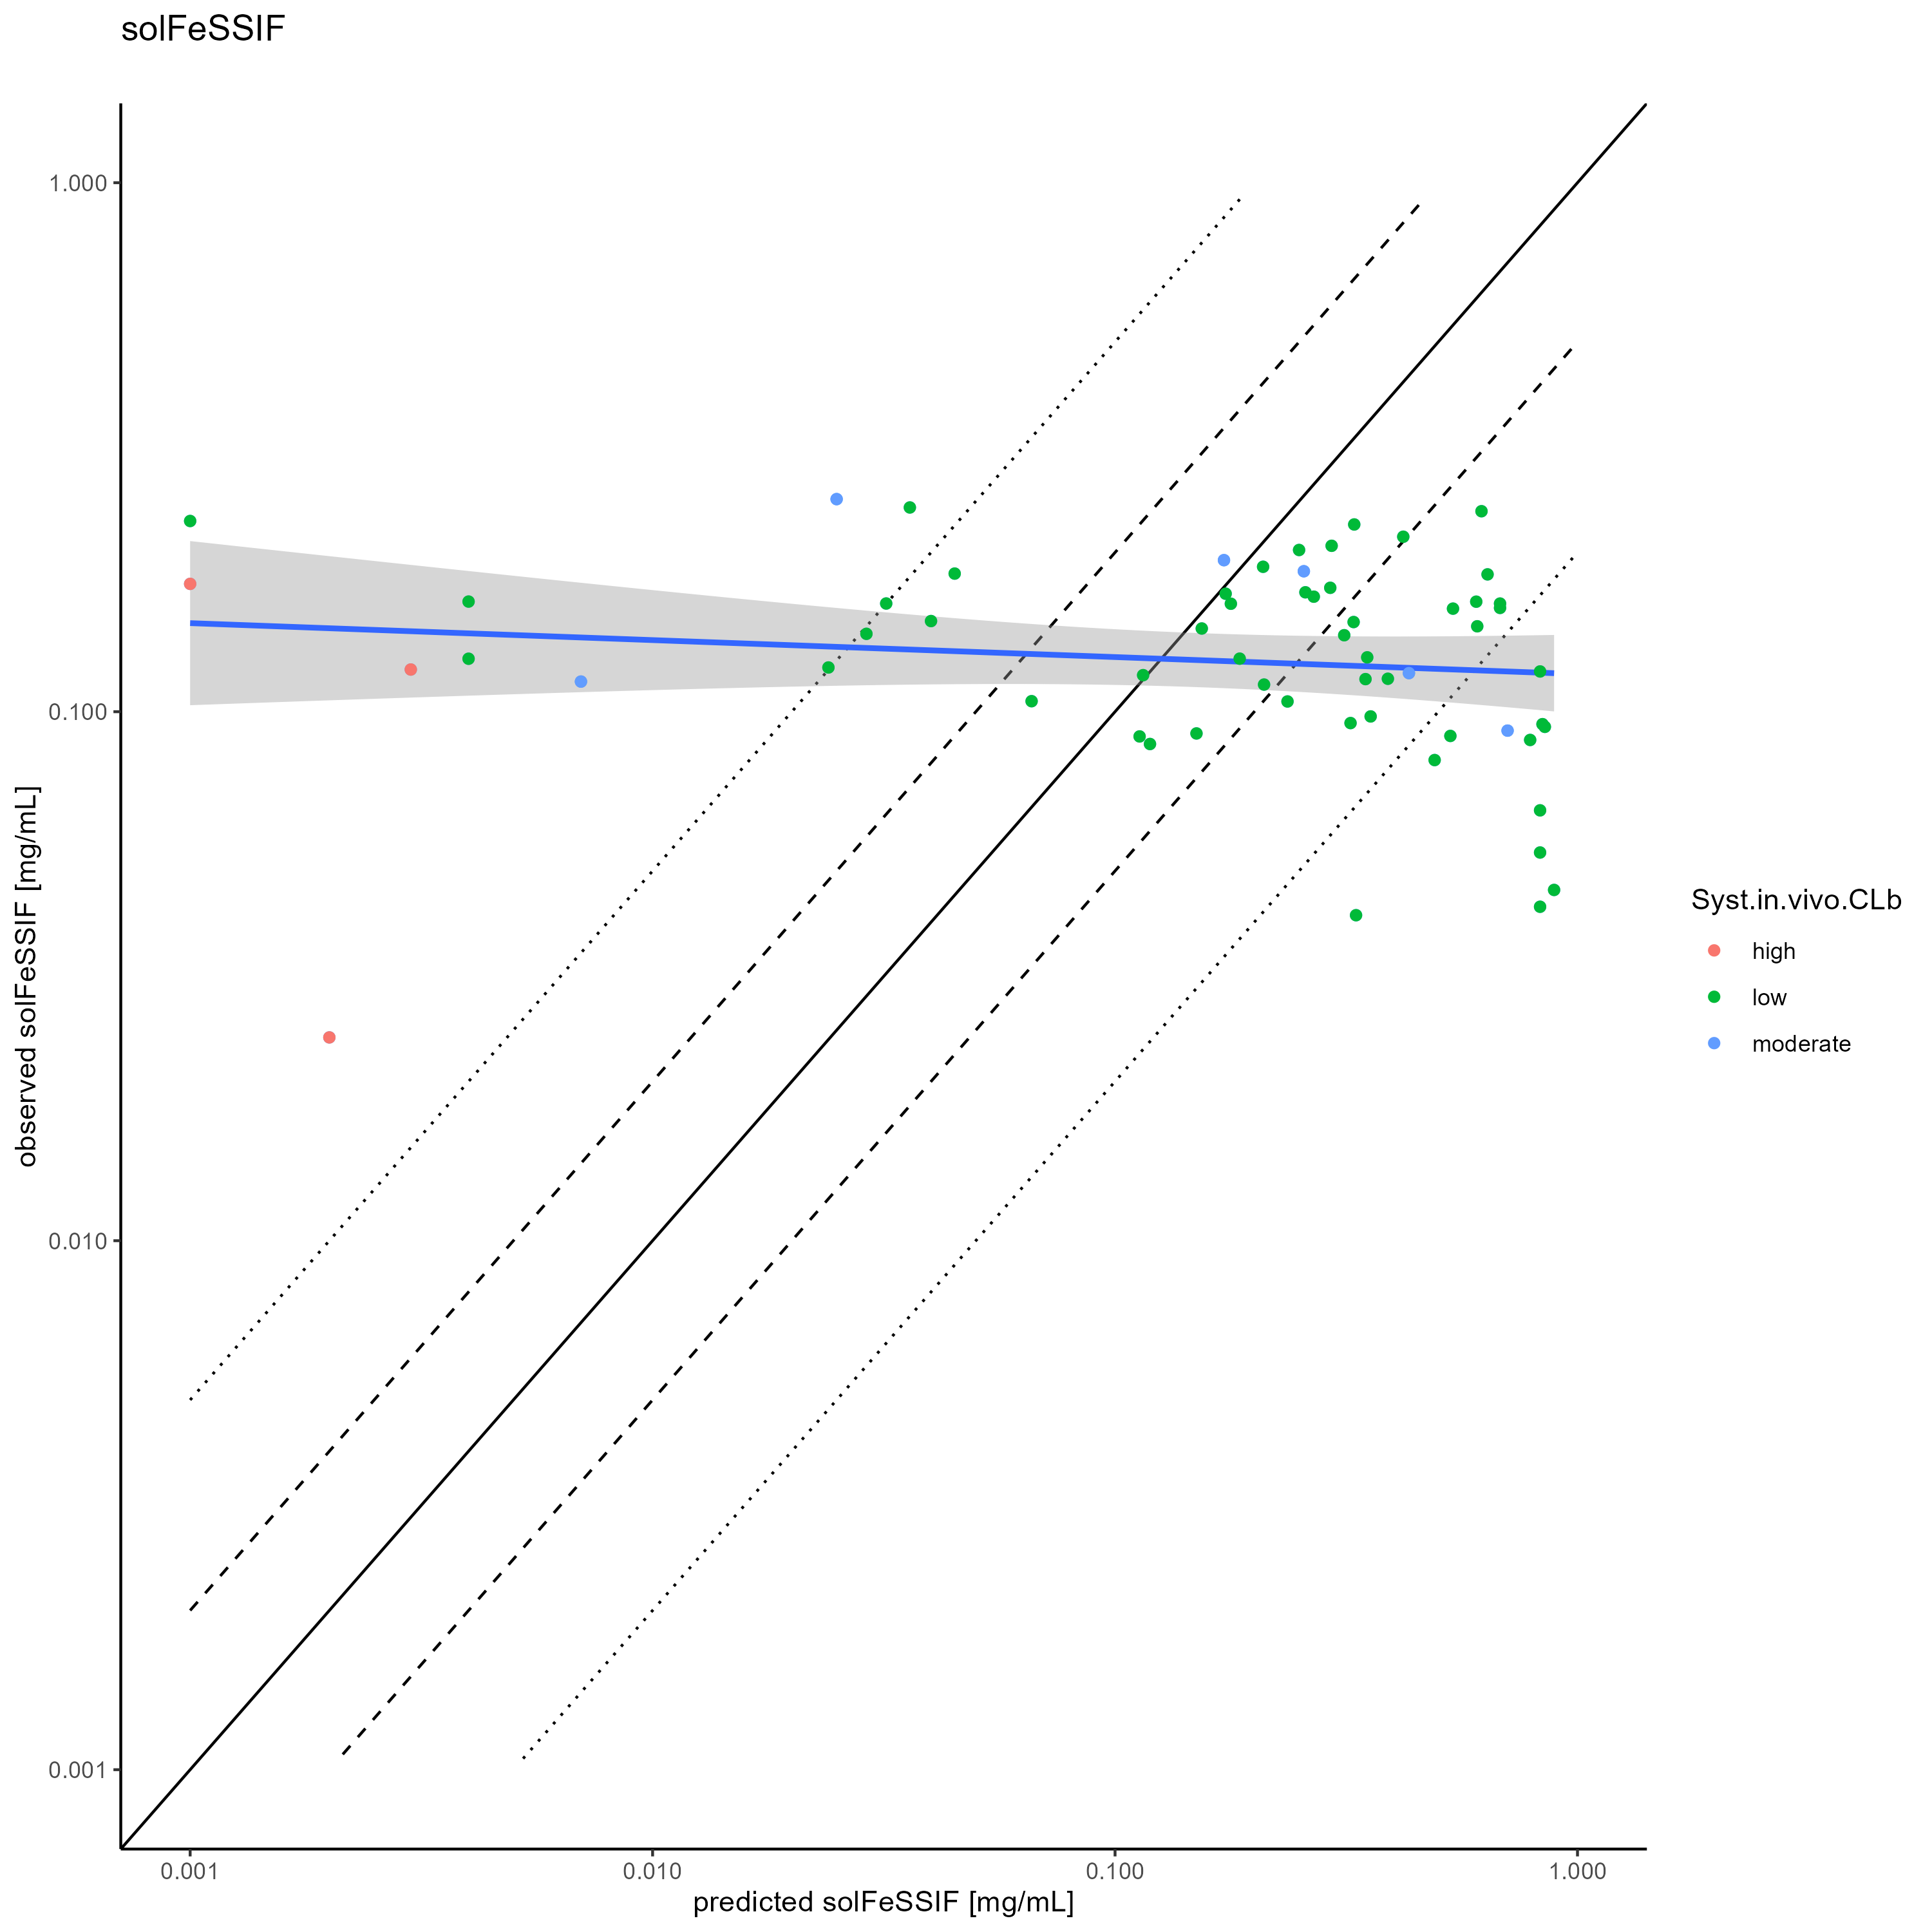 solFeSSIF
1.000
0.100
0.010
0.001
observed solFeSSIF [mg/mL]
0.001
0.010
0.100
1.000
predicted solFeSSIF [mg/mL]
Syst.in.vivo.CLb
high
low
moderate